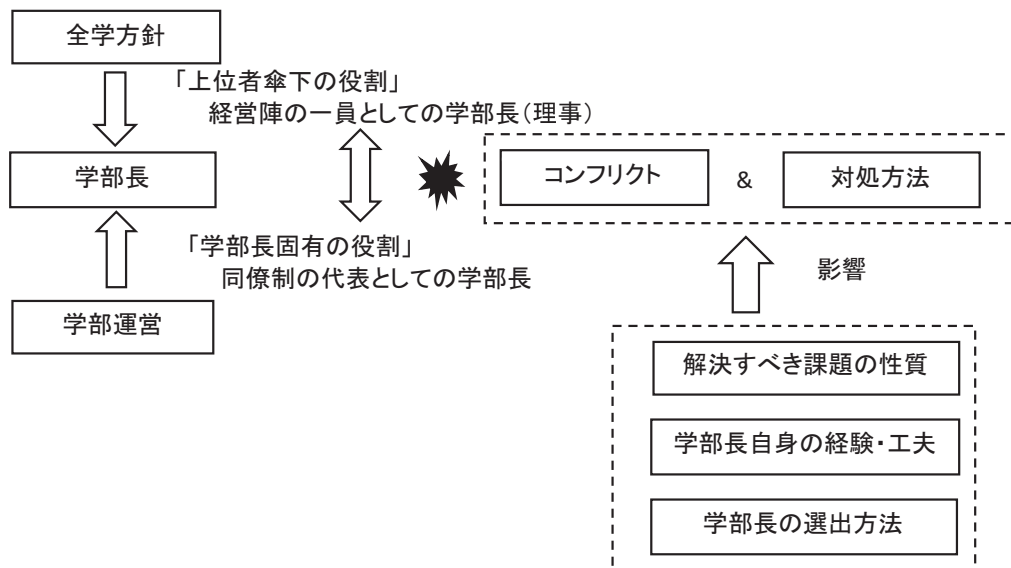 全学方針
「上位者傘下の役割」
経営陣の一員としての学部長(理事)
学部長
コンフリクト
&
対処方法
「学部長固有の役割」
同僚制の代表としての学部長
影響
学部運営
解決すべき課題の性質
学部長自身の経験・工夫
学部長の選出方法